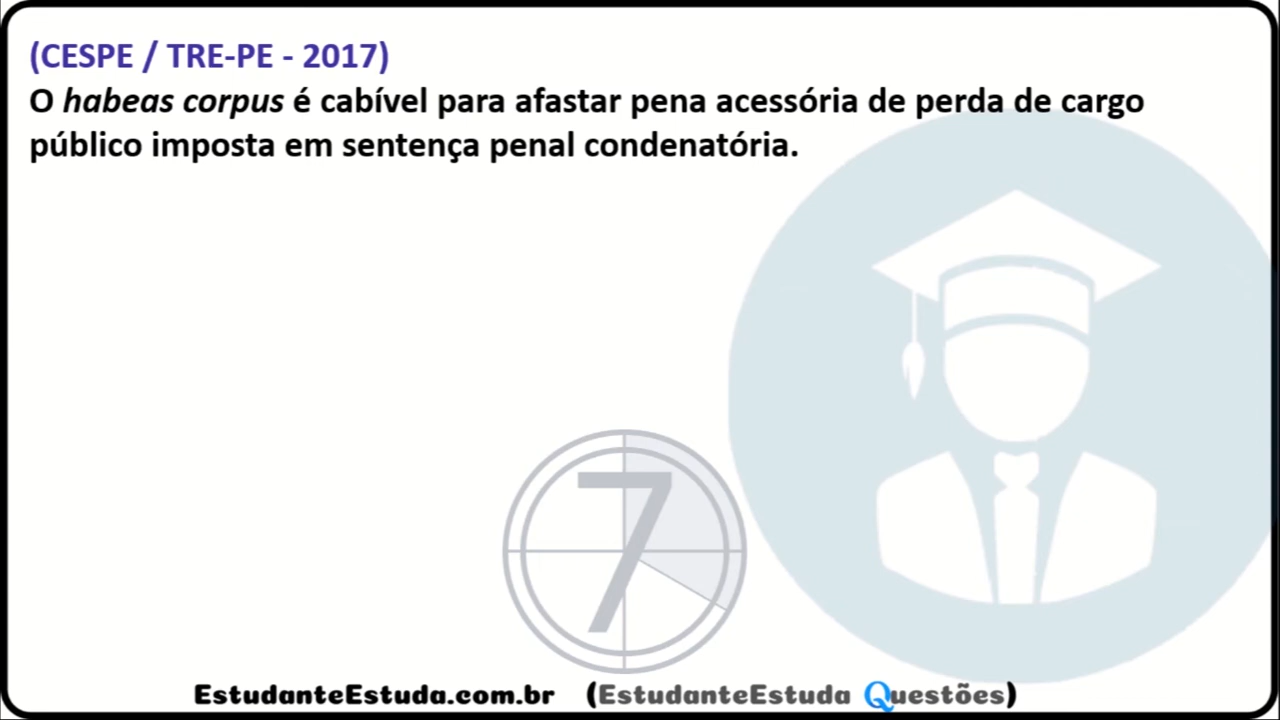 (CESPE / TRE-PE - 2017)
O habeas corpus é cabível para afastar pena acessória de perda de cargo
público imposta em sentença penal condenatória.
7
EstudanteEstuda.com.br (EstudanteEstuda Questões)